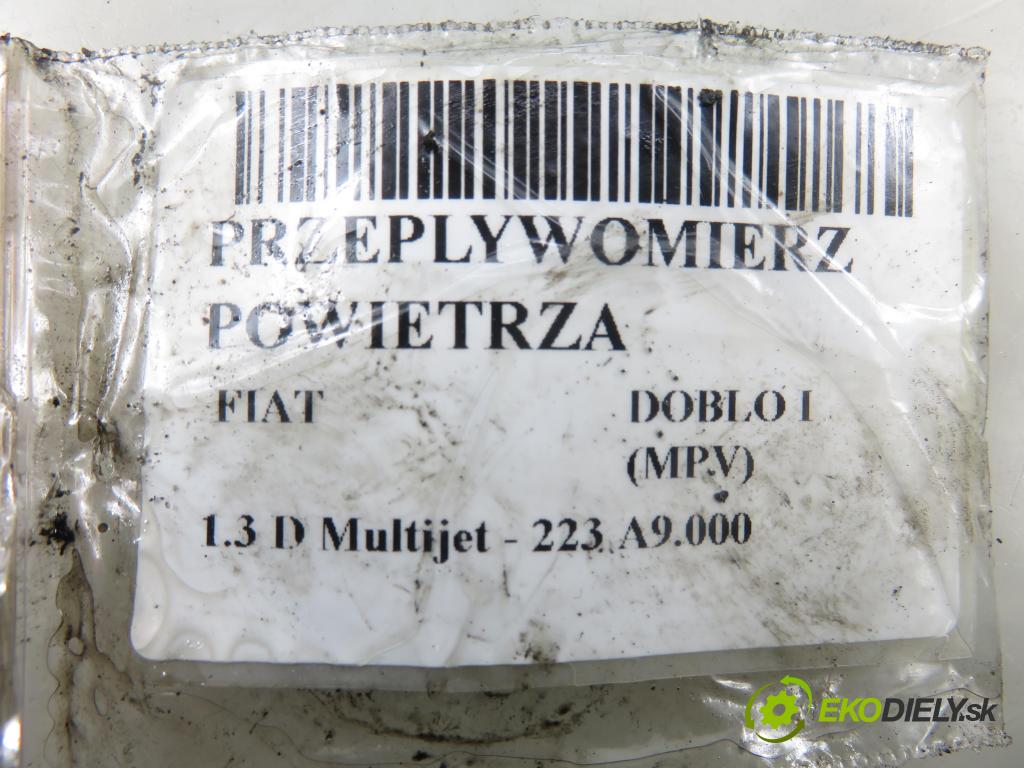 PRZEPLYWOMIERZ
POWIETRZA
FIAT DOBLO I
(MPV)
1.3 D Multijet - 223.A9.000
EKODIELY.sk